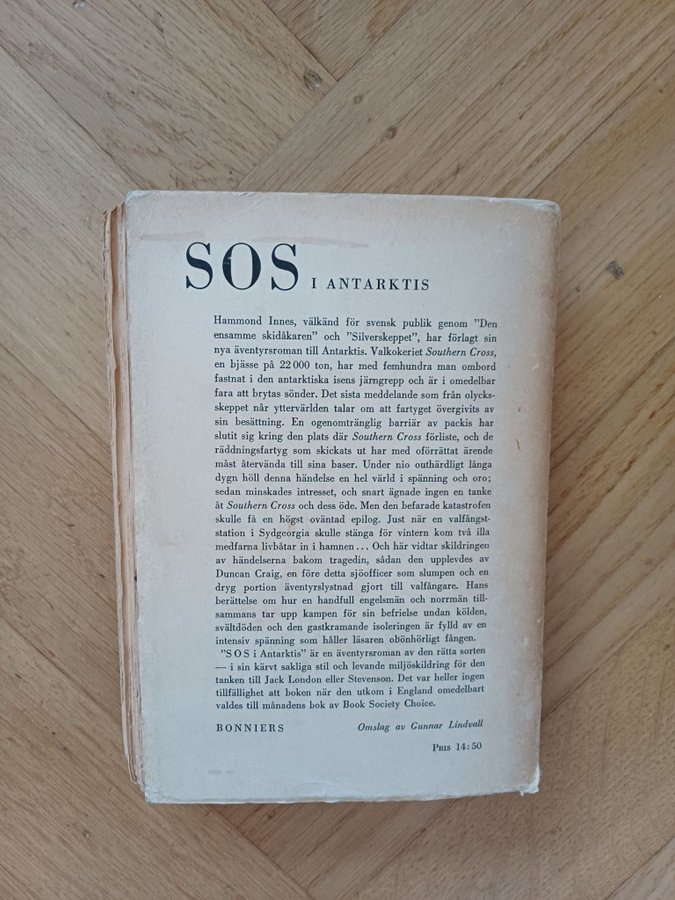 SOS I ANTARKTIS
Hammond Innes, välkänd för svensk publik genom "Den
ensamme skidåkaren" och "Silverskeppet", har förlagt sin
nya äventyrsroman till Antarktis. Valkokeriet Southern Cross,
en bjässe på 22 000 ton, har med femhundra man ombord
fastnat i den antarktiska isens järngrepp och är i omedelbar
fara att brytas sönder. Det sista meddelande som från olycks-
skeppet når yttervärlden talar om att fartyget övergivits av
sin besättning. En ogenomtränglig barriär av packis har
slutit sig kring den plats där Southern Cross förliste, och de
räddningsfartyg som skickats ut har med oförrättat ärende
måst återvända till sina baser. Under nio outhärdligt långa
dygn höll denna händelse en hel värld i spänning och oro;
sedan minskades intresset, och snart ägnade ingen en tanke
åt Southern Cross och dess öde. Men den befarade katastrofen
skulle få en högst oväntad epilog. Just när en valfångst-
station i Sydgeorgia skulle stänga för vintern kom två illa
medfarna livbåtar in i hamnen ... Och här vidtar skildringen
av händelserna bakom tragedin, sådan den upplevdes av
Duncan Craig, en före detta sjöofficer som slumpen och en
dryg portion äventyrslystnad gjort till valfångare. Hans
berättelse om hur en handfull engelsmän och norrmän till-
sammans tar upp kampen för sin befrielse undan kölden,
svältdöden och den gastkramande isoleringen är fylld av en
intensiv spänning som håller läsaren obönhörligt fången.
"SOS i Antarktis" är en äventyrsroman av den rätta sorten
— i sin kärvt sakliga stil och levande miljöskildring för den
tanken till Jack London eller Stevenson. Det var heller ingen
tillfällighet att boken när den utkom i England omedelbart
valdes till månadens bok av Book Society Choice.
BONNIERS Omslag av Gunnar Lindvall
PRIS 14:50